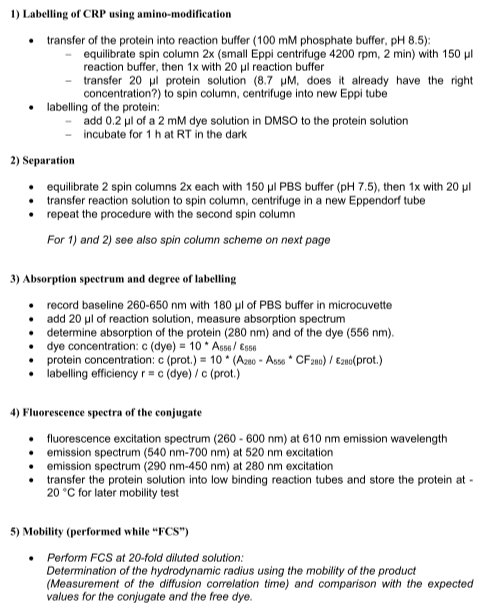 1) Labelling of CRP using amino-modification
• transfer of the protein into reaction buffer (100 mM phosphate buffer, pH 8.5):
− equilibrate spin column 2x (small Eppi centrifuge 4200 rpm, 2 min) with 150 µl
reaction buffer, then 1x with 20 µl reaction buffer
− transfer 20 µl protein solution (8.7 µM, does it already have the right
concentration?) to spin column, centrifuge into new Eppi tube
• labelling of the protein:
− add 0.2 µl of a 2 mM dye solution in DMSO to the protein solution
− incubate for 1 h at RT in the dark
2) Separation
• equilibrate 2 spin columns 2x each with 150 µl PBS buffer (pH 7.5), then 1x with 20 µl
• transfer reaction solution to spin column, centrifuge in a new Eppendorf tube
• repeat the procedure with the second spin column
For 1) and 2) see also spin column scheme on next page
3) Absorption spectrum and degree of labelling
• record baseline 260-650 nm with 180 µl of PBS buffer in microcuvette
• add 20 µl of reaction solution, measure absorption spectrum
• determine absorption of the protein (280 nm) and of the dye (556 nm).
• dye concentration: c (dye) = 10 * A556 / ε556
• protein concentration: c (prot.) = 10 * (A280 - A556 * CF280) / ε280(prot.)
• labelling efficiency r = c (dye) / c (prot.)
4) Fluorescence spectra of the conjugate
• fluorescence excitation spectrum (260 - 600 nm) at 610 nm emission wavelength
• emission spectrum (540 nm-700 nm) at 520 nm excitation
• emission spectrum (290 nm-450 nm) at 280 nm excitation
• transfer the protein solution into low binding reaction tubes and store the protein at -
20 °C for later mobility test
5) Mobility (performed while “FCS”)
• Perform FCS at 20-fold diluted solution:
Determination of the hydrodynamic radius using the mobility of the product
(Measurement of the diffusion correlation time) and comparison with the expected
values for the conjugate and the free dye.